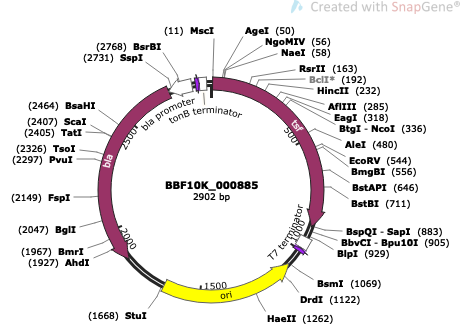 Created with SnapGene®
(11) MscI
AgeI (50)
NgoMIV (56)
NaeI (58)
RsrII (163)
BclI* (192)
HincII (232)
AflIII (285)
EagI (318)
BtgI - NcoI (336)
AleI (480)
EcoRV (544)
BmgBI (556)
BstAPI (646)
BstBI (711)
BspQI - SapI (883)
BbvCI - Bpu10I (905)
BlpI (929)
BsmI (1069)
DrdI (1122)
HaeII (1262)
(1668) StuI
(1927) AhdI
(1967) BmrI
(2047) BglI
(2149) FspI
(2297) PvuI
(2326) TsoI
(2405) TatI
(2407) ScaI
(2464) BsaHI
(2731) SspI
(2768) BsrBI
bla promoter
tonB terminator
tsf
T7 terminator
ori
bla
500
1000
1500
2000
2500
BBF10K_000885
2902 bp